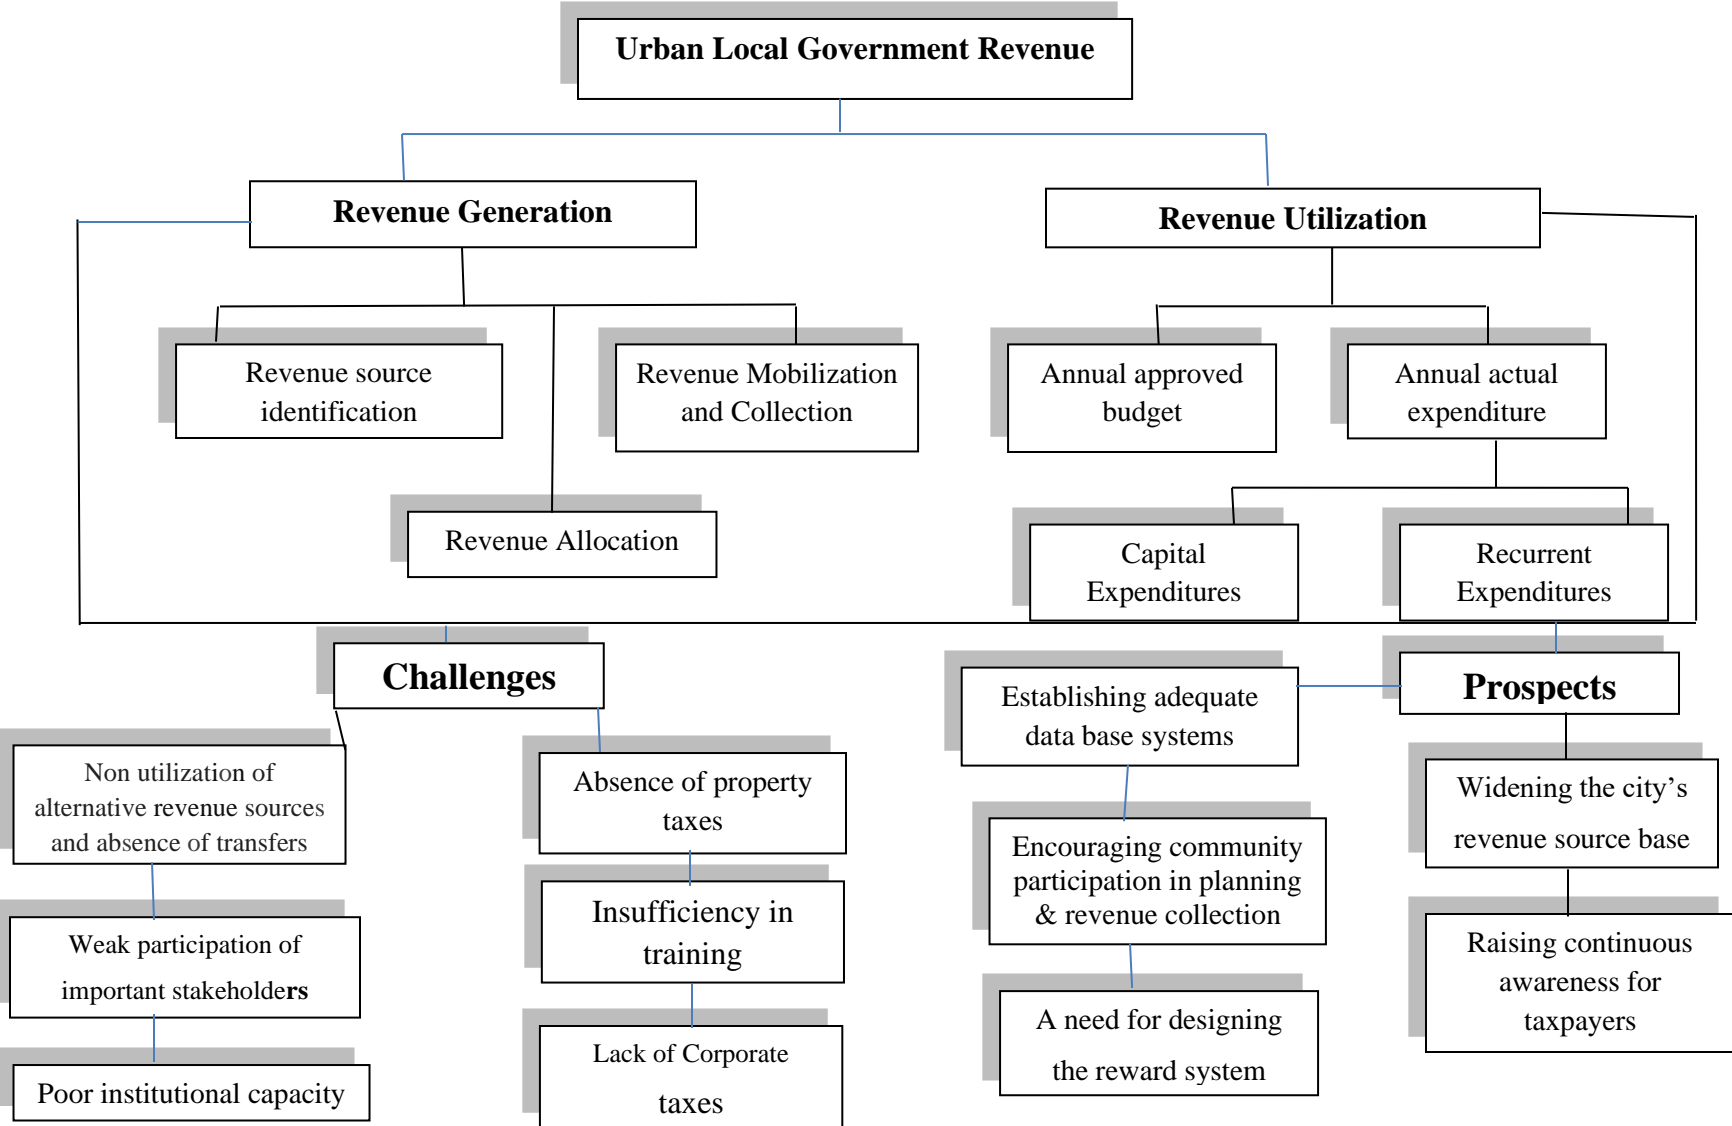 Urban Local Government Revenue
Revenue Generation
Revenue Utilization
Revenue source
identification
Revenue Mobilization
and Collection
Annual approved
budget
Annual actual
expenditure
Revenue Allocation
Capital
Expenditures
Recurrent
Expenditures
Challenges
Prospects
Non utilization of
alternative revenue sources
and absence of transfers
Absence of property
taxes
Establishing adequate
data base systems
Widening the city’s
revenue source base
Weak participation of
important stakeholders
Insufficiency in
training
Encouraging community
participation in planning
& revenue collection
Raising continuous
awareness for
taxpayers
Poor institutional capacity
Lack of Corporate
taxes
A need for designing
the reward system